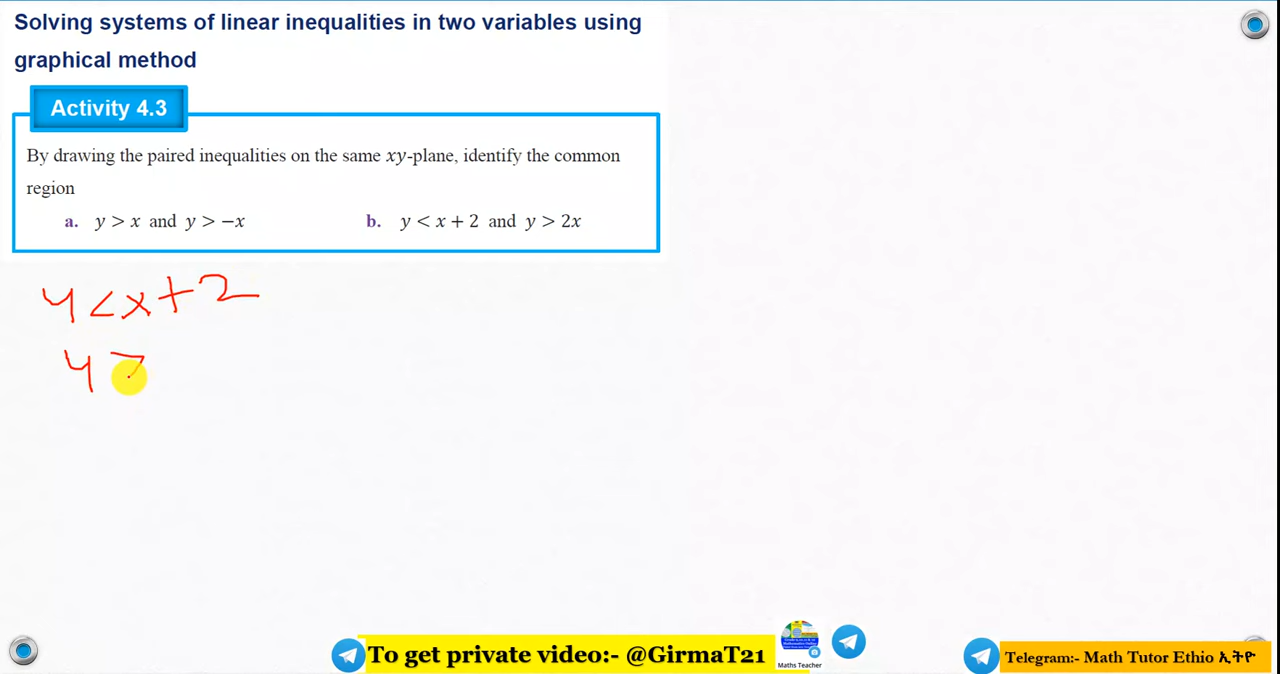 Solving systems of linear inequalities in two variables using
graphical method
Activity 4.3
By drawing the paired inequalities on the same xy-plane, identify the common
region
a. y > x and y > −x b. y < x + 2 and y > 2x
y < x + 2
y >
To get private video:- @GirmaT21
Maths Teacher
Telegram:- Math Tutor Ethio ኢትዮ